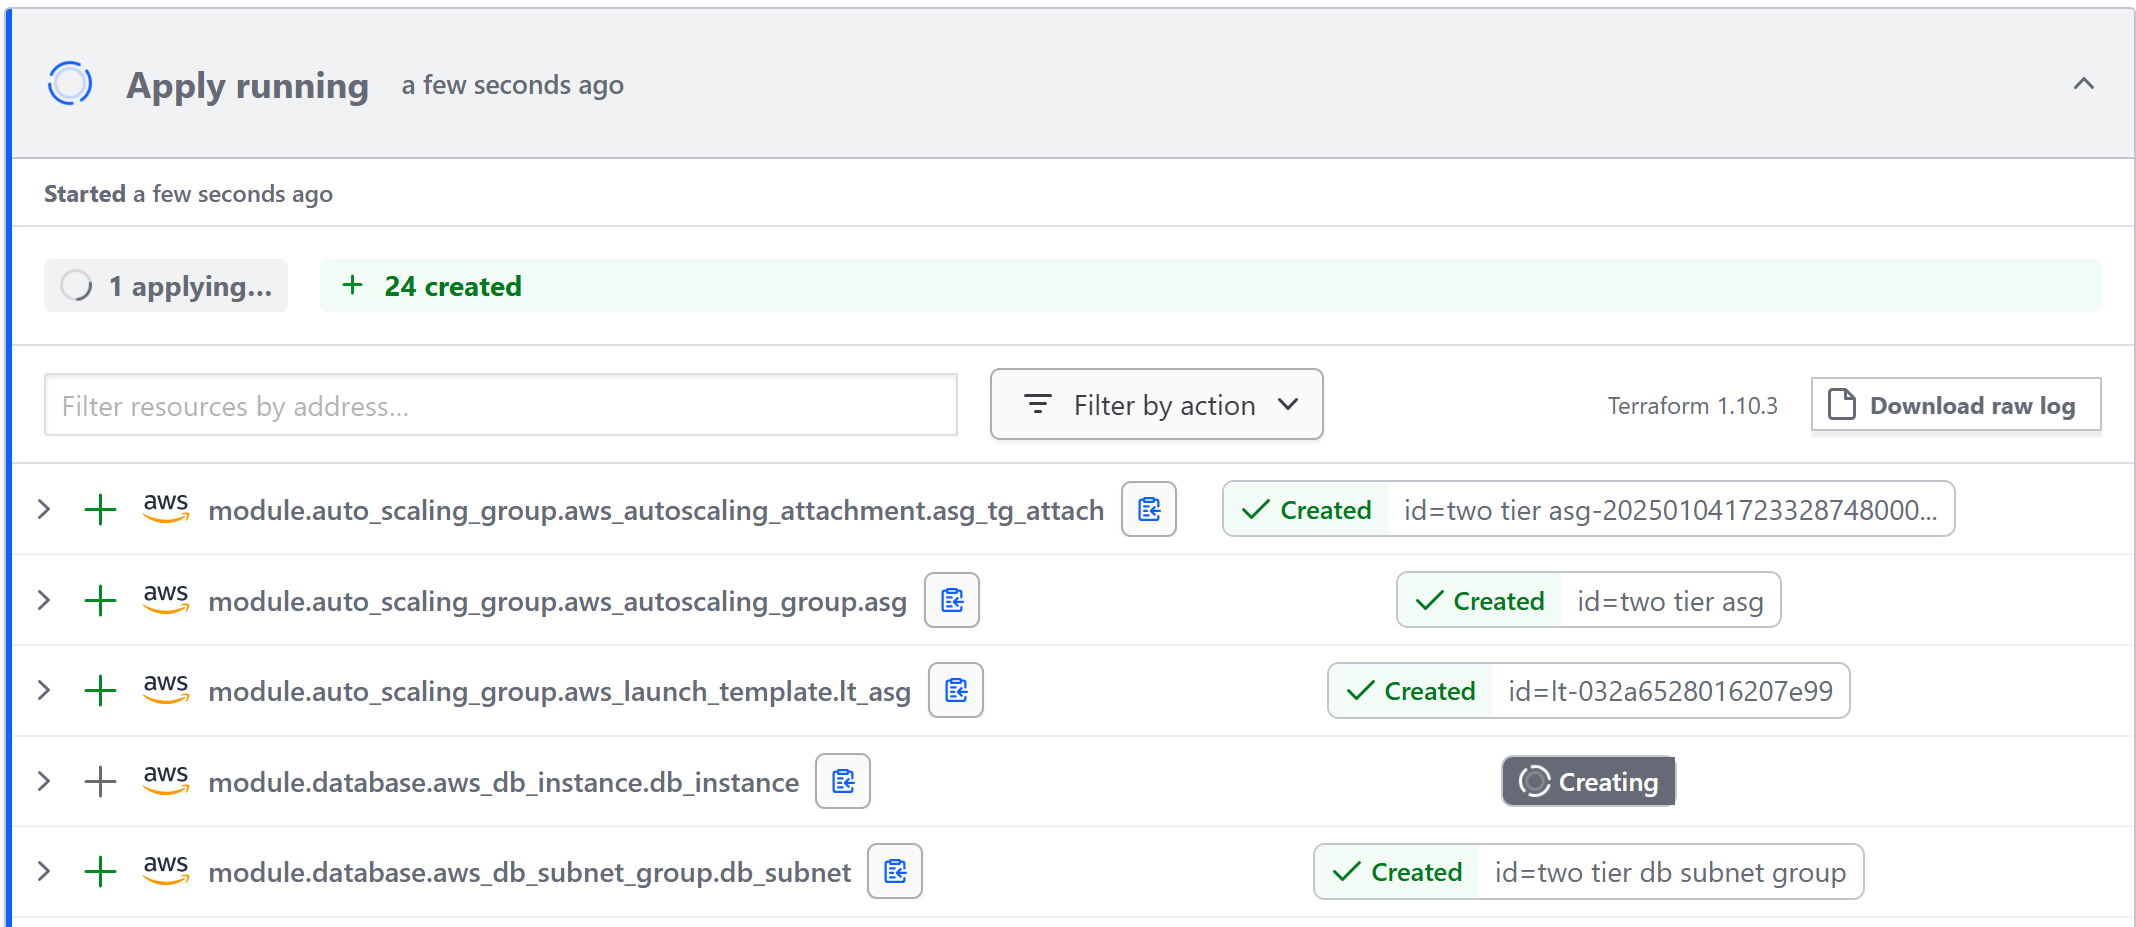 Apply running a few seconds ago
Started a few seconds ago
1 applying... + 24 created
Filter resources by address... Filter by action Terraform 1.10.3 Download raw log
aws module.auto_scaling_group.aws_autoscaling_attachment.asg_tg_attach Created id=two tier asg-202501041723328748000...
aws module.auto_scaling_group.aws_autoscaling_group.asg Created id=two tier asg
aws module.auto_scaling_group.aws_launch_template.lt_asg Created id=lt-032a6528016207e99
aws module.database.aws_db_instance.db_instance Creating
aws module.database.aws_db_subnet_group.db_subnet Created id=two tier db subnet group